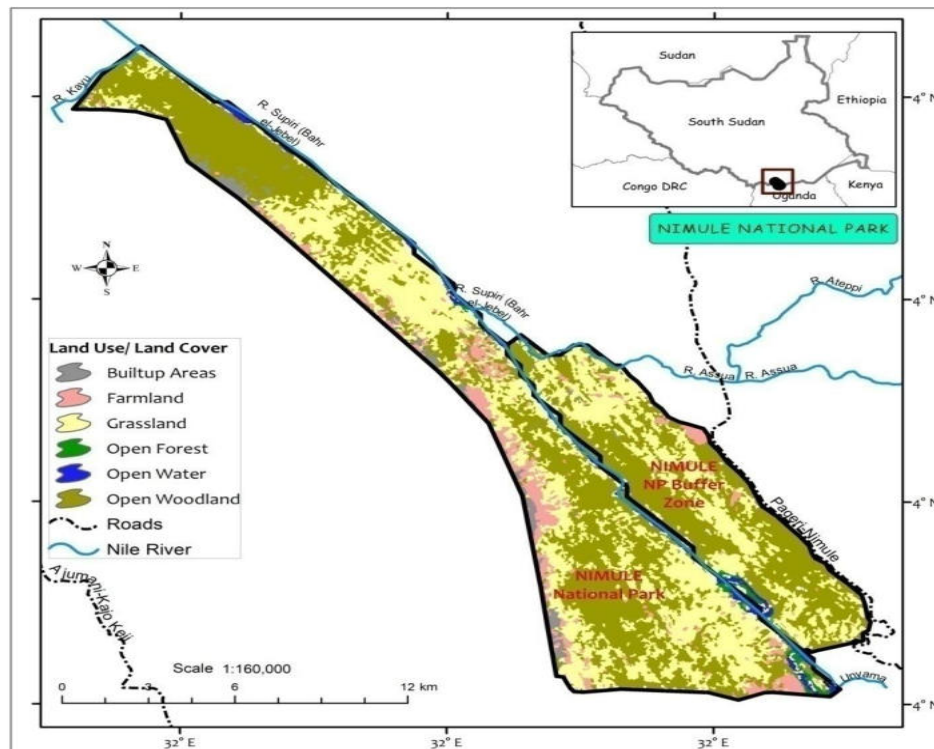 Sudan
Ethiopia
South Sudan
Congo DRC
Uganda
Kenya
NIMULE NATIONAL PARK
4°N
R. Kayu
R. Supiri (Bahr
el-Jebel)
N
W E
S
R. Supiri (Bahr
el-Jebel)
R. Ateppi
4°N
R. Assua
R. Assua
Land Use/ Land Cover
Builtup Areas
Farmland
Grassland
Open Forest
Open Water
Open Woodland
Roads
Nile River
NIMULE
NP Buffer
Zone
4°N
Pageri-Nimule
NIMULE
National Park
Ajumani-Kajo Keji
Scale 1:160,000
0 3 6 12 km
Unyama
4°N
32°E 32°E 32°E